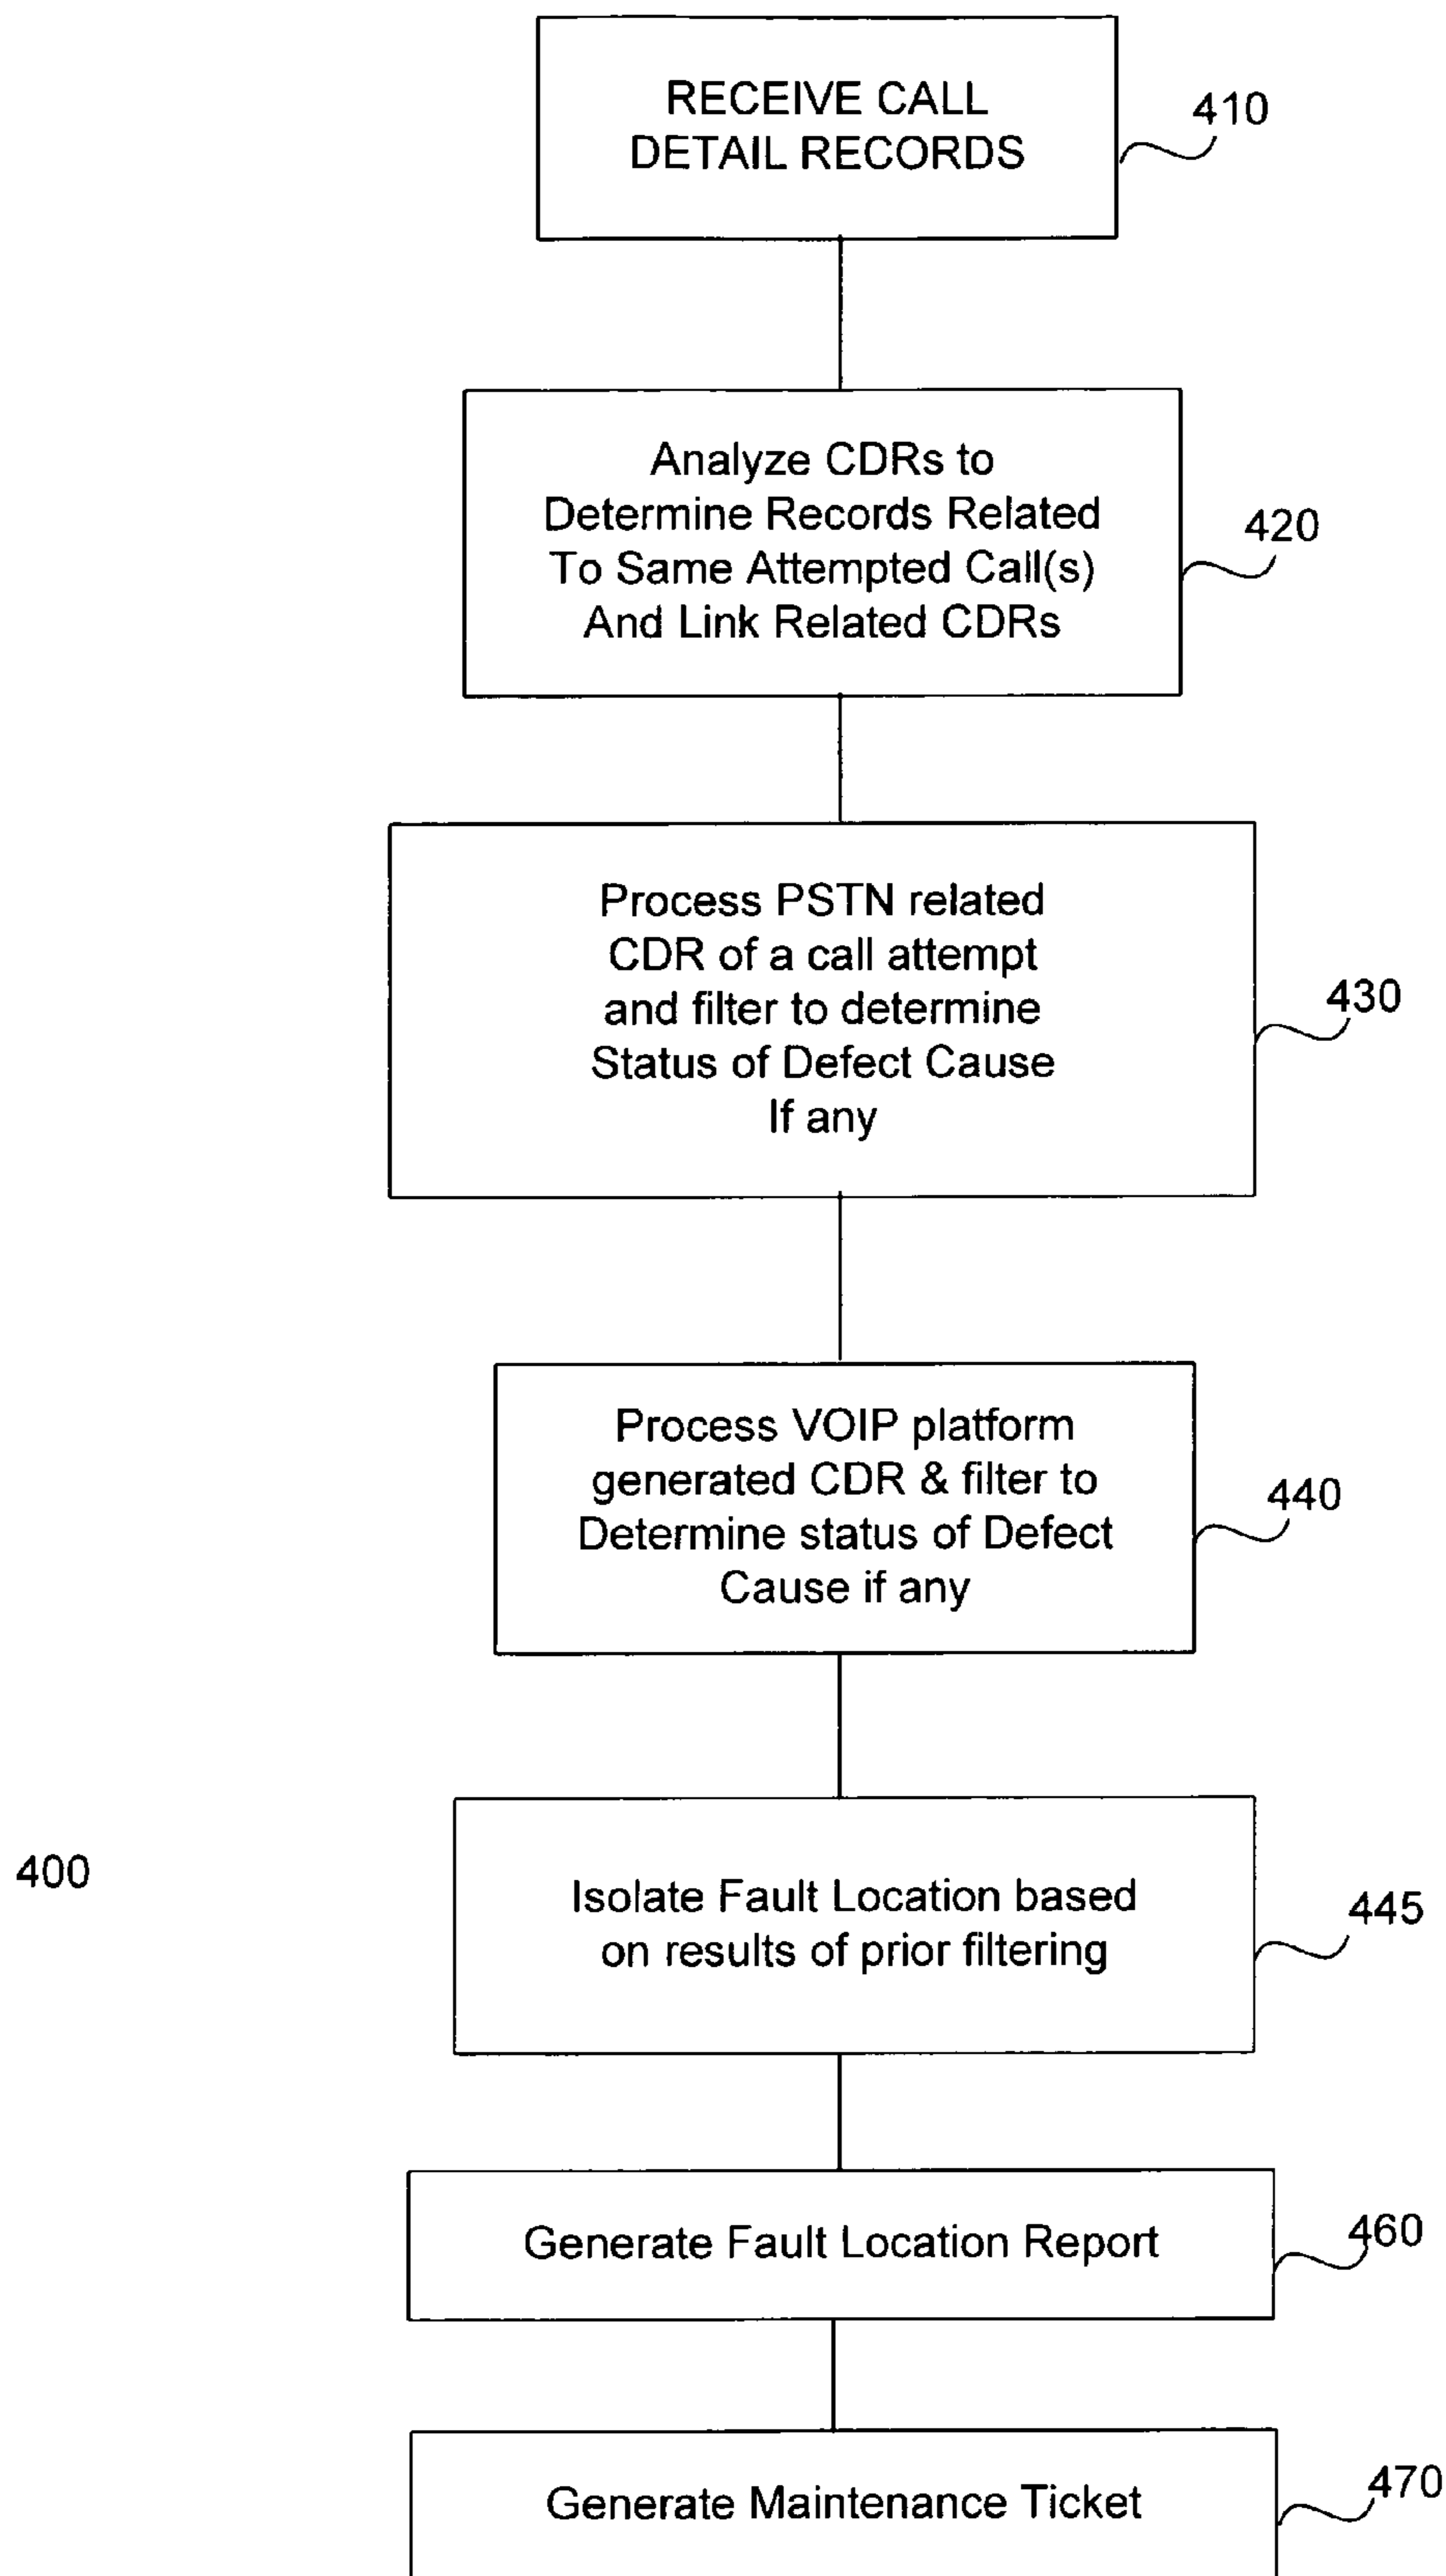 RECEIVE CALL
DETAIL RECORDS
410
Analyze CDRs to
Determine Records Related
To Same Attempted Call(s)
And Link Related CDRs
420
Process PSTN related
CDR of a call attempt
and filter to determine
Status of Defect Cause
If any
430
Process VOIP platform
generated CDR & filter to
Determine status of Defect
Cause if any
440
400
Isolate Fault Location based
on results of prior filtering
445
Generate Fault Location Report
460
Generate Maintenance Ticket
470